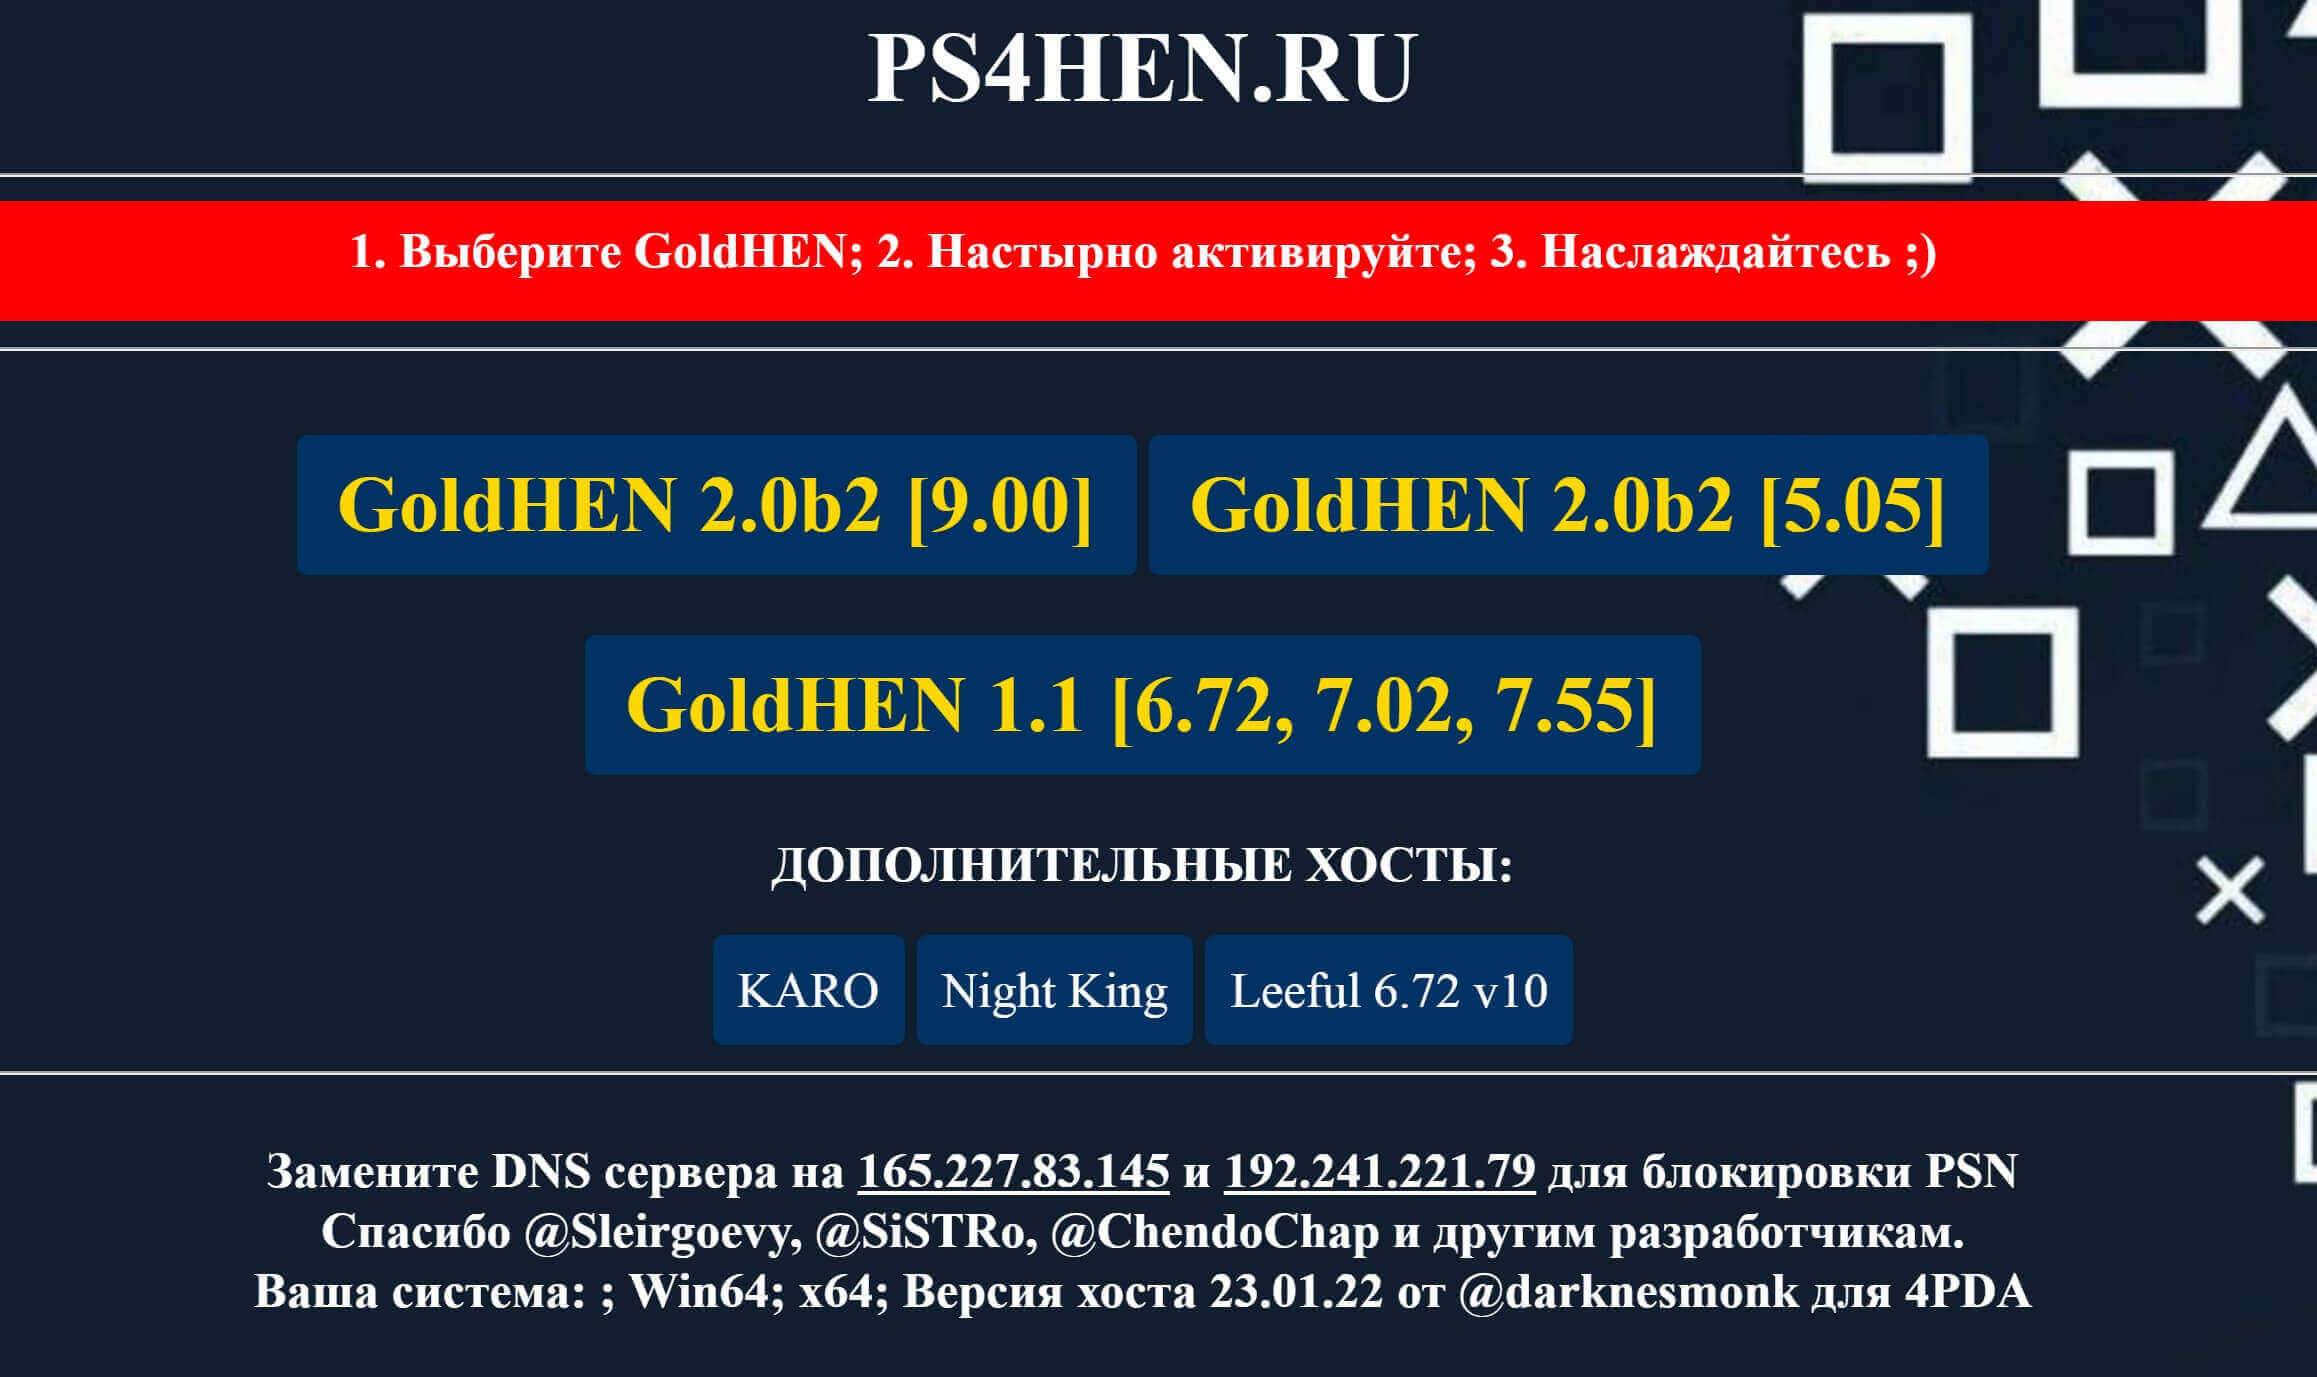 PS4HEN.RU
1. Выберите GoldHEN; 2. Настырно активируйте; 3. Наслаждайтесь ;)
GoldHEN 2.0b2 [9.00] GoldHEN 2.0b2 [5.05]
GoldHEN 1.1 [6.72, 7.02, 7.55]
ДОПОЛНИТЕЛЬНЫЕ ХОСТЫ:
KARO Night King Leeful 6.72 v10
Замените DNS сервера на 165.227.83.145 и 192.241.221.79 для блокировки PSN
Спасибо @Sleirgoevy, @SiSTRo, @ChendoChap и другим разработчикам.
Ваша система: ; Win64; x64; Версия хоста 23.01.22 от @darknesmonk для 4PDA